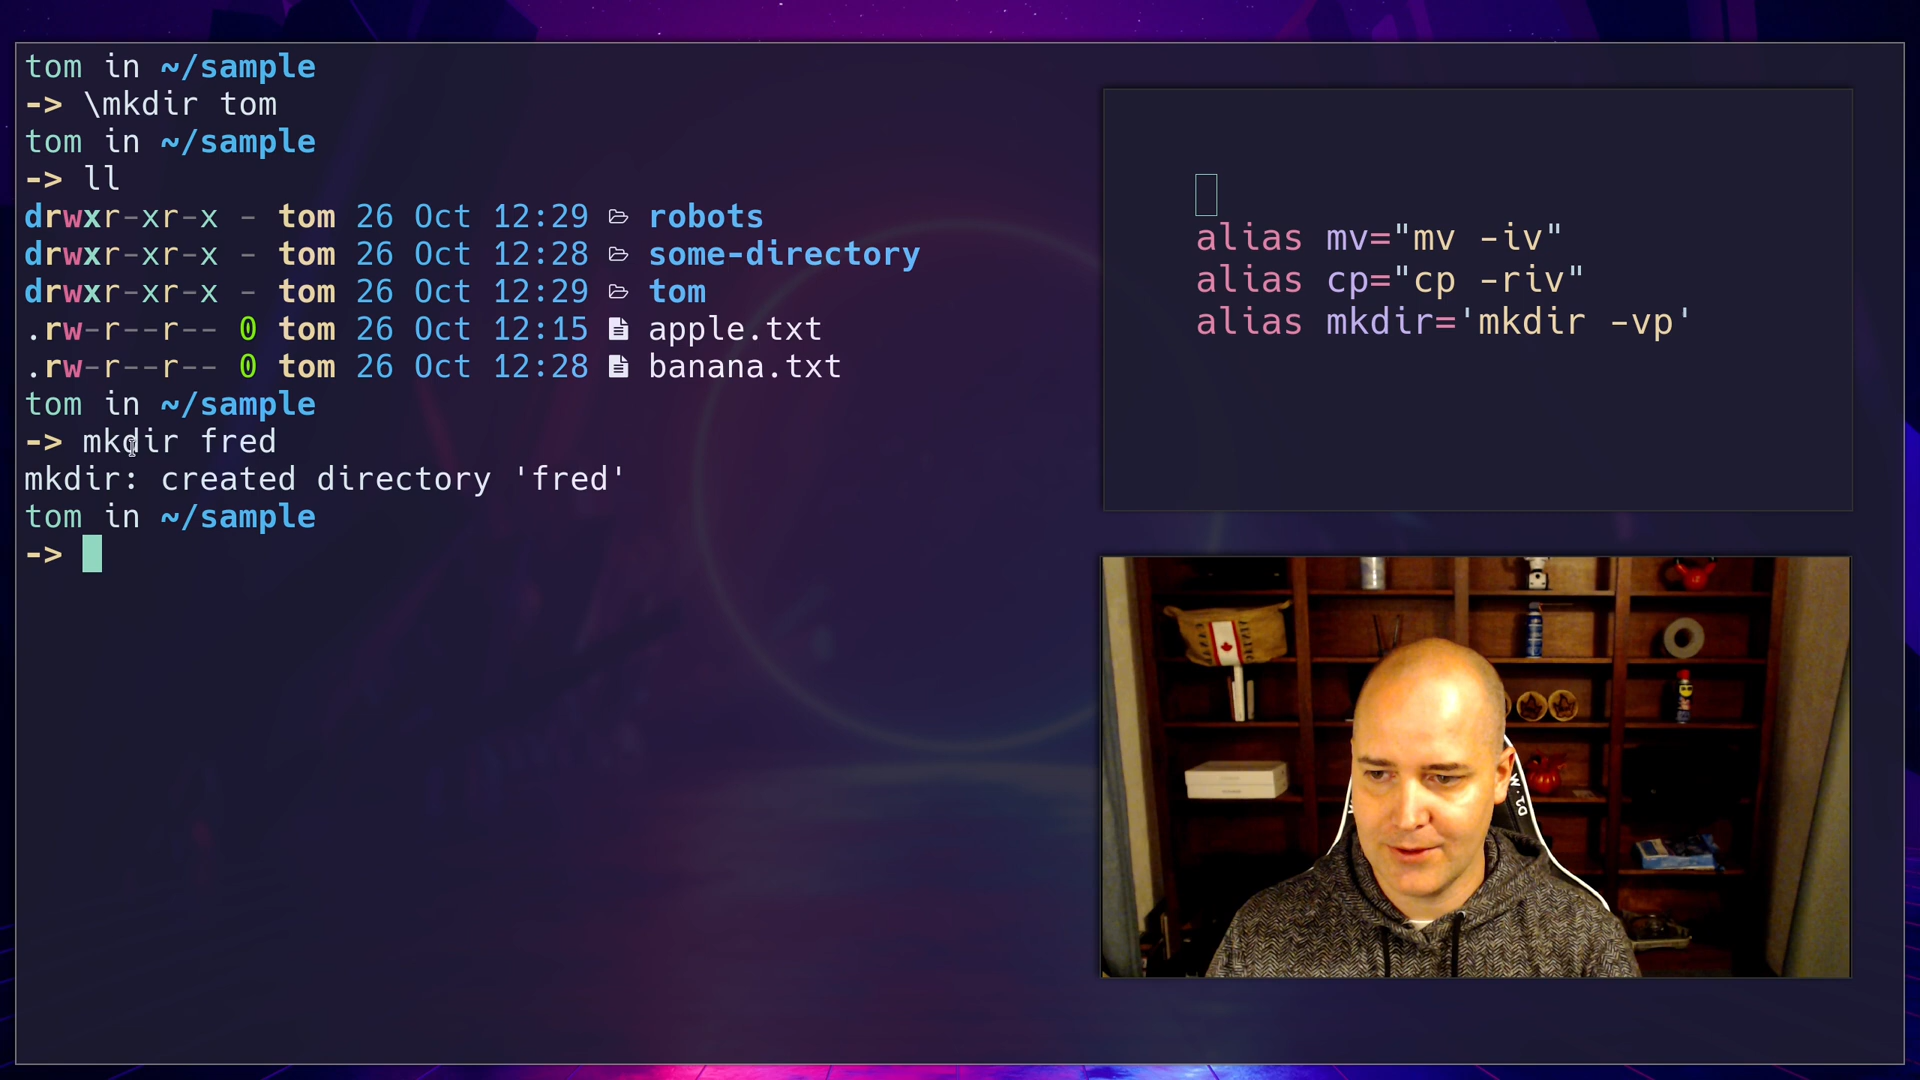 tom in ~/sample
-> \mkdir tom
tom in ~/sample
-> ll
drwxr-xr-x - tom 26 Oct 12:29 robots
drwxr-xr-x - tom 26 Oct 12:28 some-directory
drwxr-xr-x - tom 26 Oct 12:29 tom
.rw-r--r-- 0 tom 26 Oct 12:15 apple.txt
.rw-r--r-- 0 tom 26 Oct 12:28 banana.txt
tom in ~/sample
-> mkdir fred
mkdir: created directory 'fred'
tom in ~/sample
->
alias mv="mv -iv"
alias cp="cp -riv"
alias mkdir='mkdir -vp'